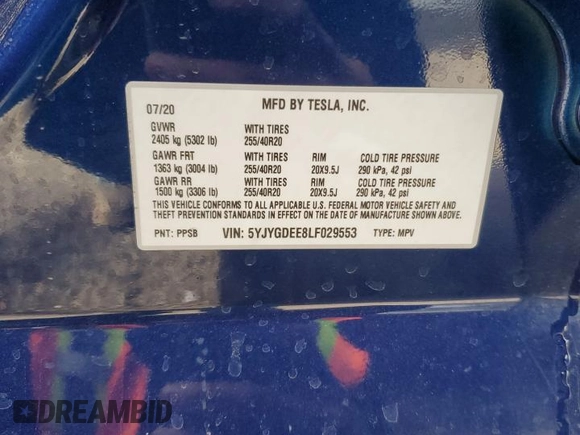 07/20 MFD BY TESLA, INC.
GVWR WITH TIRES
2405 kg (5302 lb) 255/40R20
GAWR FRT WITH TIRES RIM COLD TIRE PRESSURE
1363 kg (3004 lb) 255/40R20 20X9.5J 290 kPa, 42 psi
GAWR RR WITH TIRES RIM COLD TIRE PRESSURE
1500 kg (3306 lb) 255/40R20 20X9.5J 290 kPa, 42 psi
THIS VEHICLE CONFORMS TO ALL APPLICABLE U.S. FEDERAL MOTOR VEHICLE SAFETY AND
THEFT PREVENTION STANDARDS IN EFFECT ON THE DATE OF MANUFACTURE SHOWN ABOVE.
PNT: PPSB VIN: 5YJYGDEE8LF029553 TYPE: MPV
DREAMBID